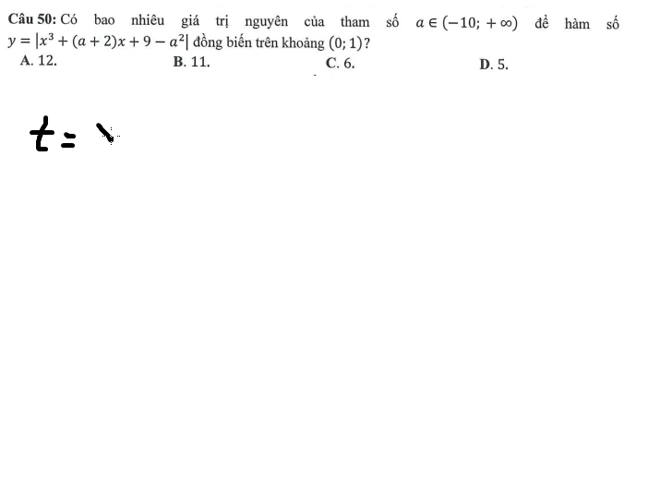 Câu 50: Có bao nhiêu giá trị nguyên của tham số a ∈ (−10; +∞) để hàm số
y = |x³ + (a + 2)x + 9 − a²| đồng biến trên khoảng (0; 1)?
A. 12. B. 11. C. 6. D. 5.
t =